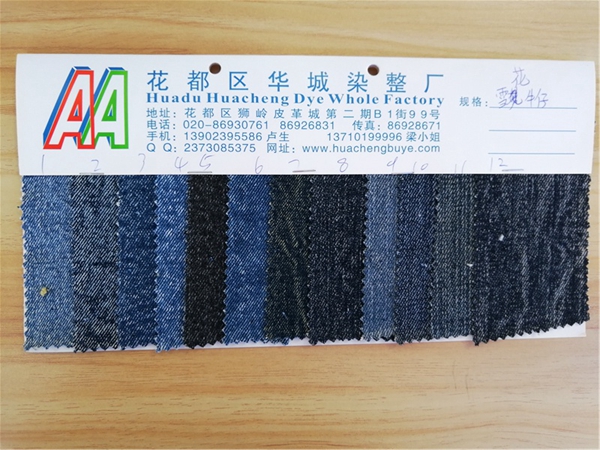 AA
花都区华城染整厂
Huadu Huacheng Dye Whole Factory
地址：花都区狮岭皮革城第二期B1街99号
电话：020-86930761 86926831 传真：86928671
手机：13902395586 卢生 13710199996 梁小姐
QQ：2373085375 网址：www.huachengbuye.com
规格：
花
牛仔
1 2 3 4 5 6 7 8 9 10 11 12